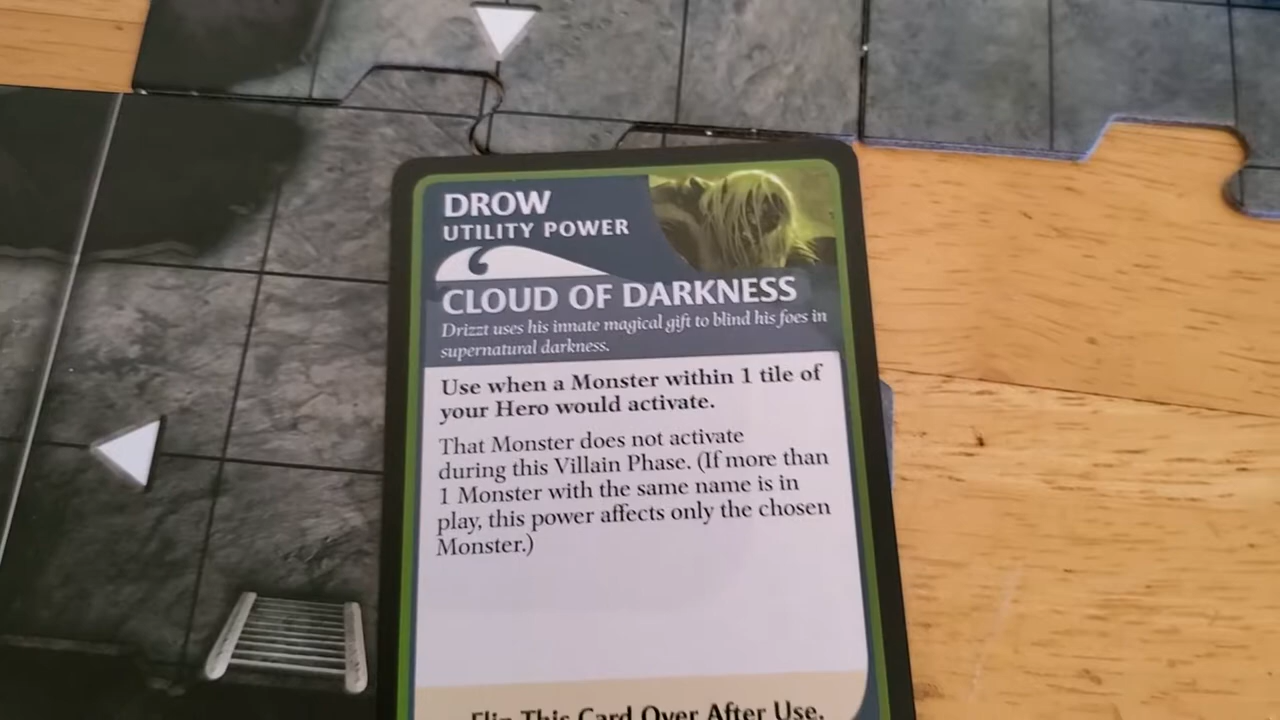 DROW
UTILITY POWER
CLOUD OF DARKNESS
Drizzt uses his innate magical gift to blind his foes in
supernatural darkness.
Use when a Monster within 1 tile of
your Hero would activate.
That Monster does not activate
during this Villain Phase. (If more than
1 Monster with the same name is in
play, this power affects only the chosen
Monster.)
Flip This Card Over After Use.